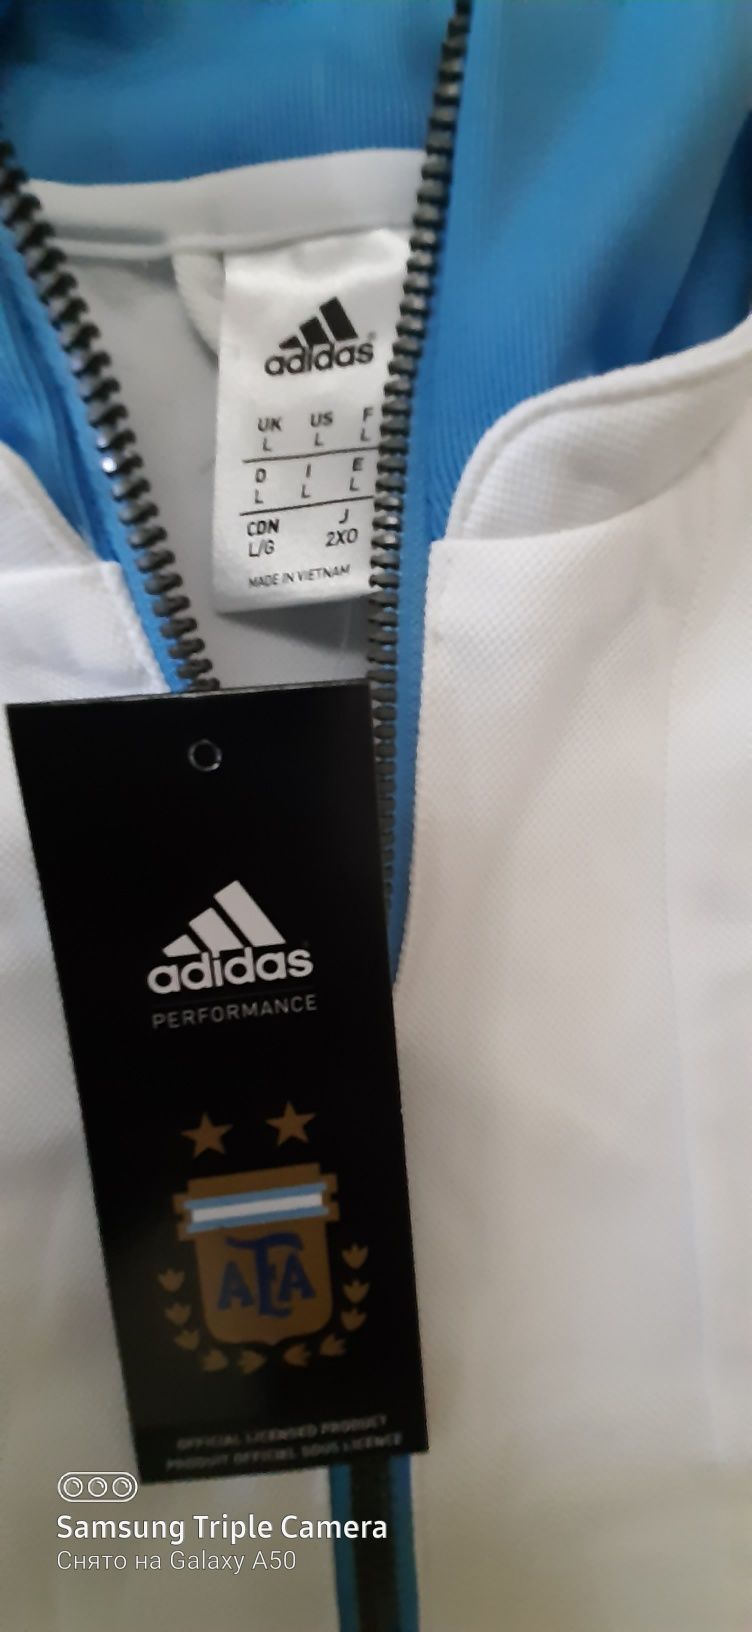 adidas
UK US F
L L L
D I E
L L L
CDN J
L/G 2XO
MADE IN VIETNAM
adidas
PERFORMANCE
AFA
OFFICIAL LICENSED PRODUCT
PRODUIT OFFICIEL SOUS LICENCE
Samsung Triple Camera
Снято на Galaxy A50